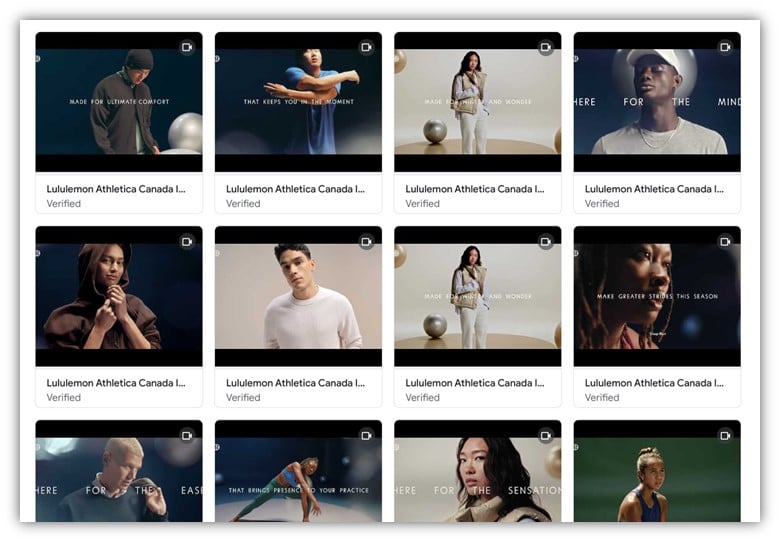 MADE FOR ULTIMATE COMFORT
THAT KEEPS YOU IN THE MOMENT
MADE FOR WINTER AND WONDER
HERE FOR THE MIND
Lululemon Athletica Canada I...
Verified
Lululemon Athletica Canada I...
Verified
Lululemon Athletica Canada I...
Verified
Lululemon Athletica Canada I...
Verified
MADE FOR WINTER AND WONDER
MAKE GREATER STRIDES THIS SEASON
Lululemon Athletica Canada I...
Verified
Lululemon Athletica Canada I...
Verified
Lululemon Athletica Canada I...
Verified
Lululemon Athletica Canada I...
Verified
HERE FOR THE EASE
THAT BRINGS PRESENCE TO YOUR PRACTICE
HERE FOR THE SENSATION